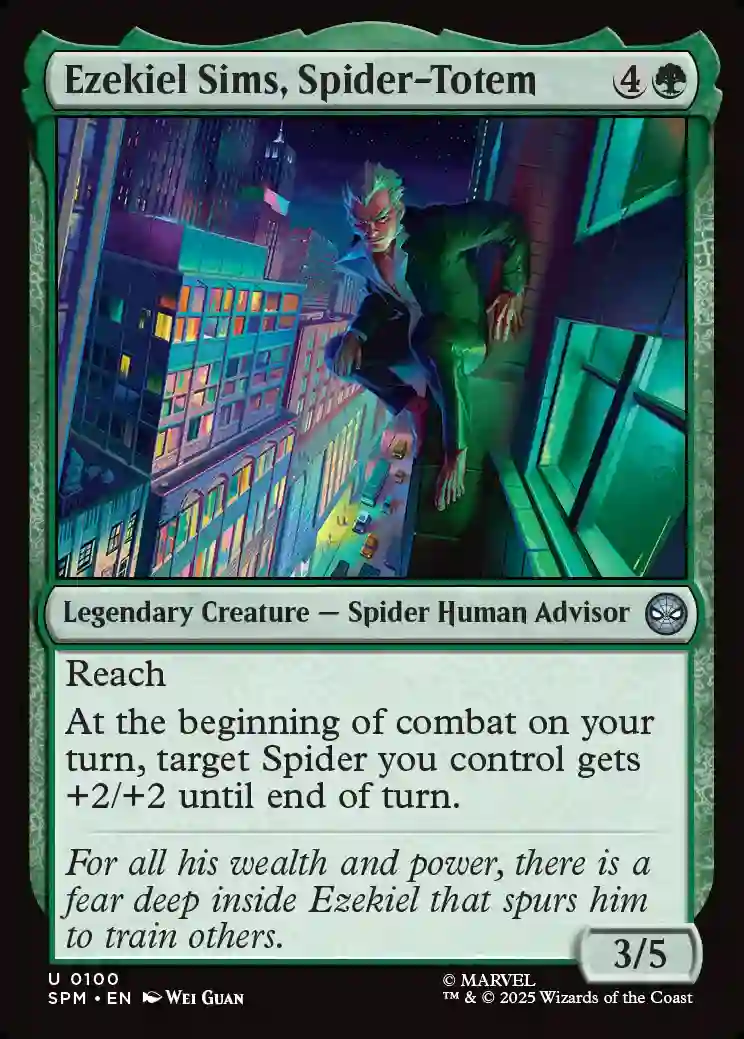 Ezekiel Sims, Spider-Totem 4
Legendary Creature — Spider Human Advisor
Reach
At the beginning of combat on your
turn, target Spider you control gets
+2/+2 until end of turn.
For all his wealth and power, there is a
fear deep inside Ezekiel that spurs him
to train others.
3/5
U 0100
SPM • EN Wei Guan
© MARVEL
™ & © 2025 Wizards of the Coast